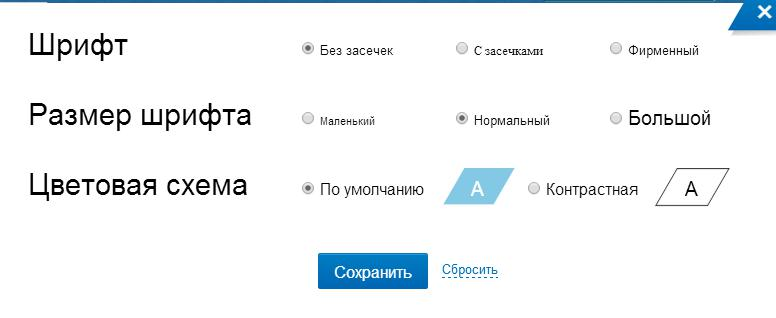 Шрифт Без засечек С засечками Фирменный
Размер шрифта Маленький Нормальный Большой
Цветовая схема По умолчанию А Контрастная А
Сохранить Сбросить